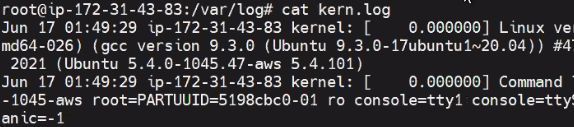 root@ip-172-31-43-83:/var/log# cat kern.log
Jun 17 01:49:29 ip-172-31-43-83 kernel: [    0.000000] Linux ver
md64-026) (gcc version 9.3.0 (Ubuntu 9.3.0-17ubuntu1~20.04)) #4
 2021 (Ubuntu 5.4.0-1045.47-aws 5.4.101)
Jun 17 01:49:29 ip-172-31-43-83 kernel: [    0.000000] Command l
-1045-aws root=PARTUUID=5198cbc0-01 ro console=tty1 console=ttyS
anic=-1